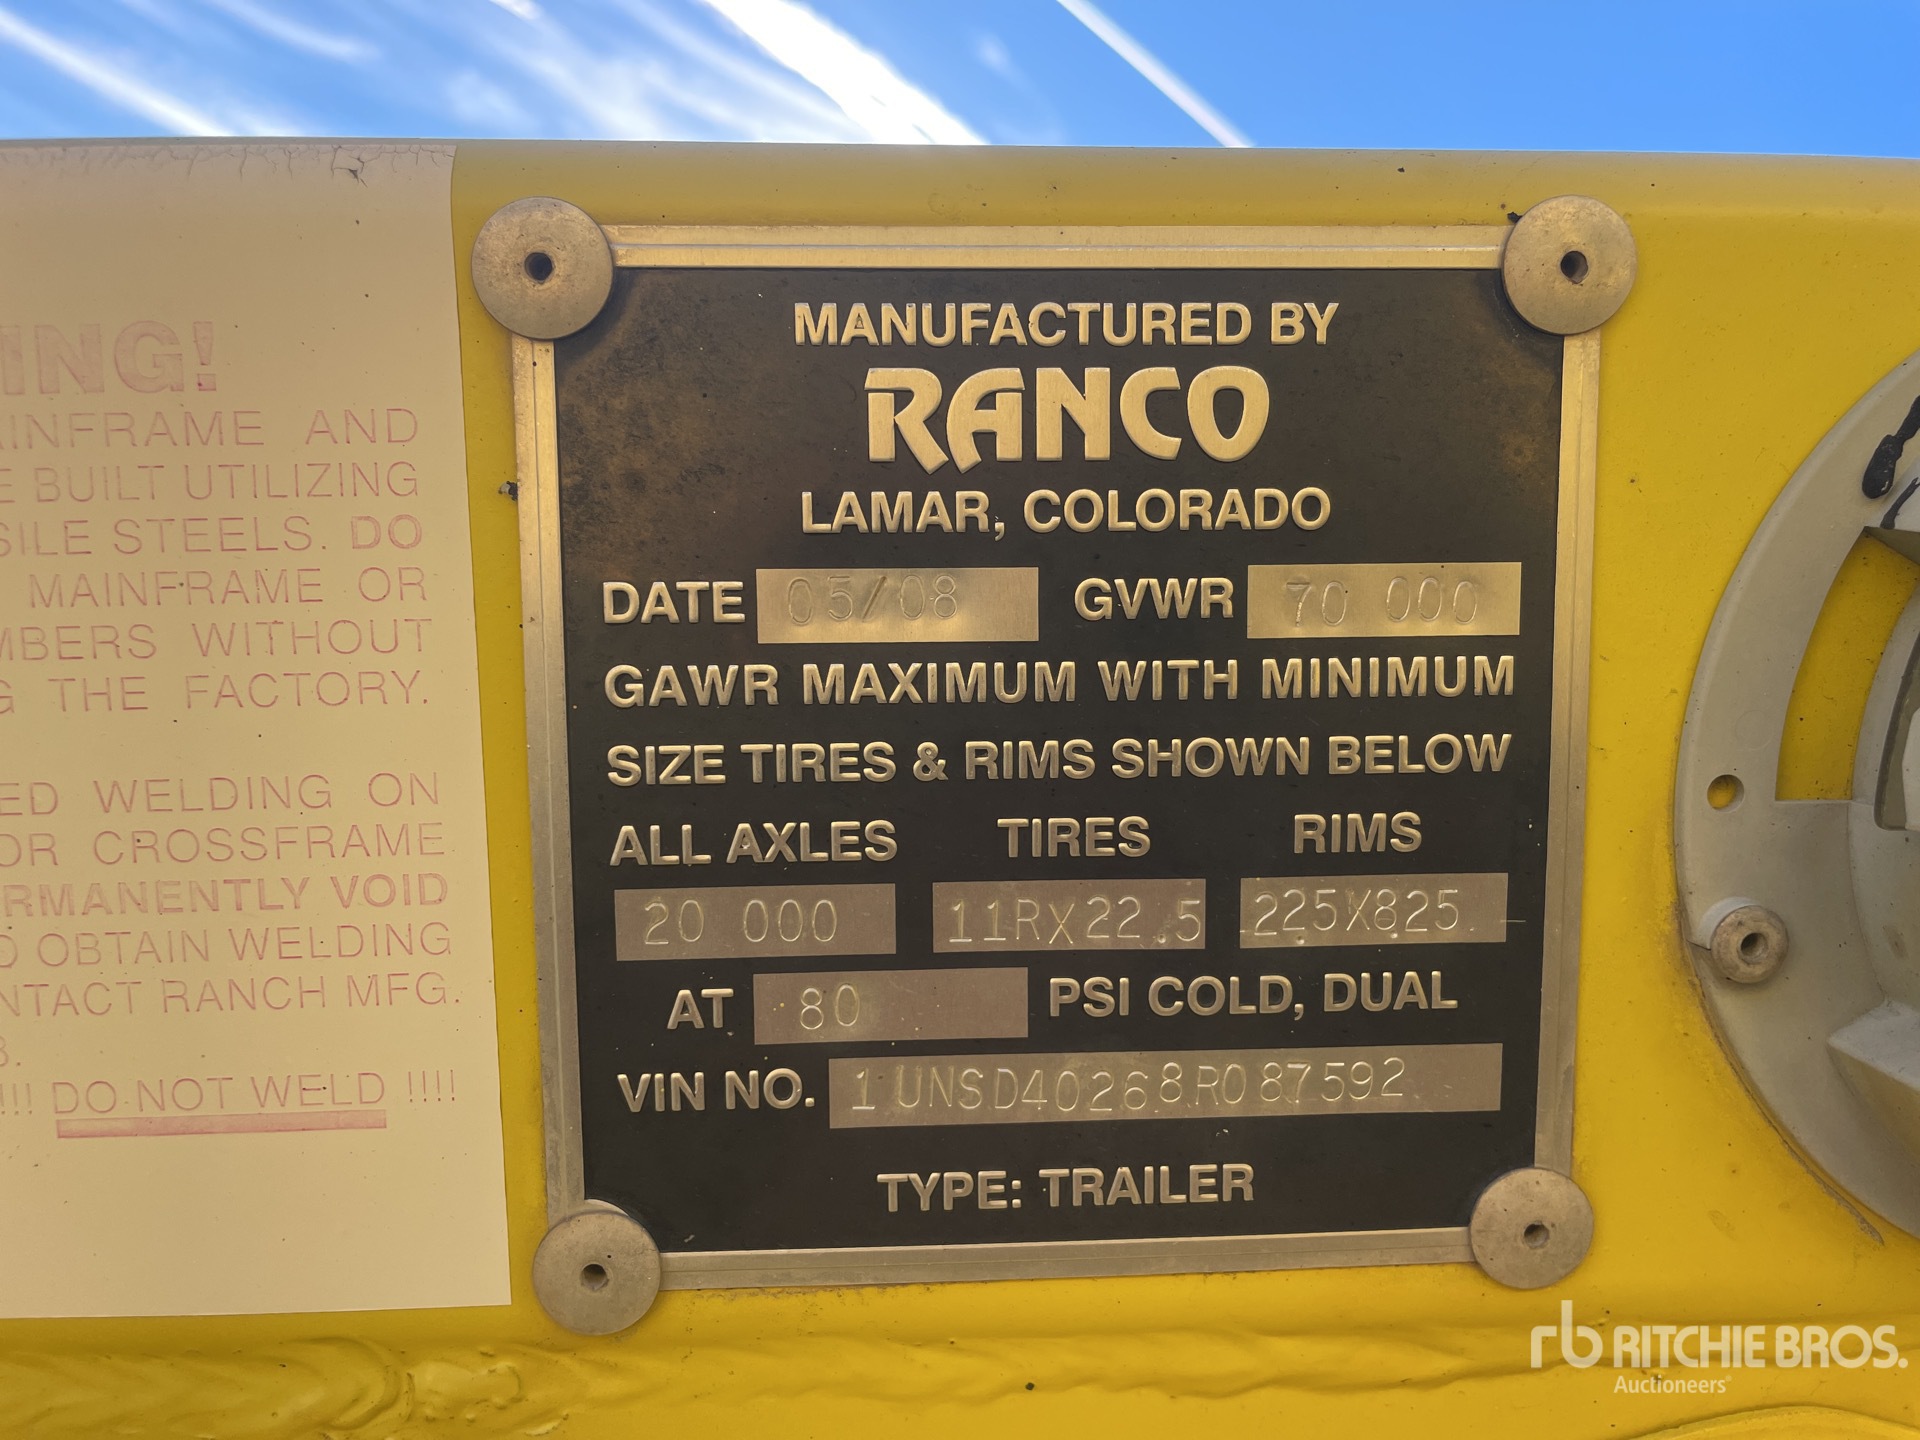 ING!
AINFRAME AND
E BUILT UTILIZING
SILE STEELS. DO
MAINFRAME OR
MBERS WITHOUT
G THE FACTORY.
ED WELDING ON
OR CROSSFRAME
RMANENTLY VOID
O OBTAIN WELDING
NTACT RANCH MFG.
!!! DO NOT WELD !!!!
MANUFACTURED BY
RANCO
LAMAR, COLORADO
DATE 05/08 GVWR 70 000
GAWR MAXIMUM WITH MINIMUM
SIZE TIRES & RIMS SHOWN BELOW
ALL AXLES TIRES RIMS
20 000 11RX22.5 225X825
AT 80 PSI COLD, DUAL
VIN NO. 1UNSD40268R087592
TYPE: TRAILER
rb RITCHIE BROS.
Auctioneers